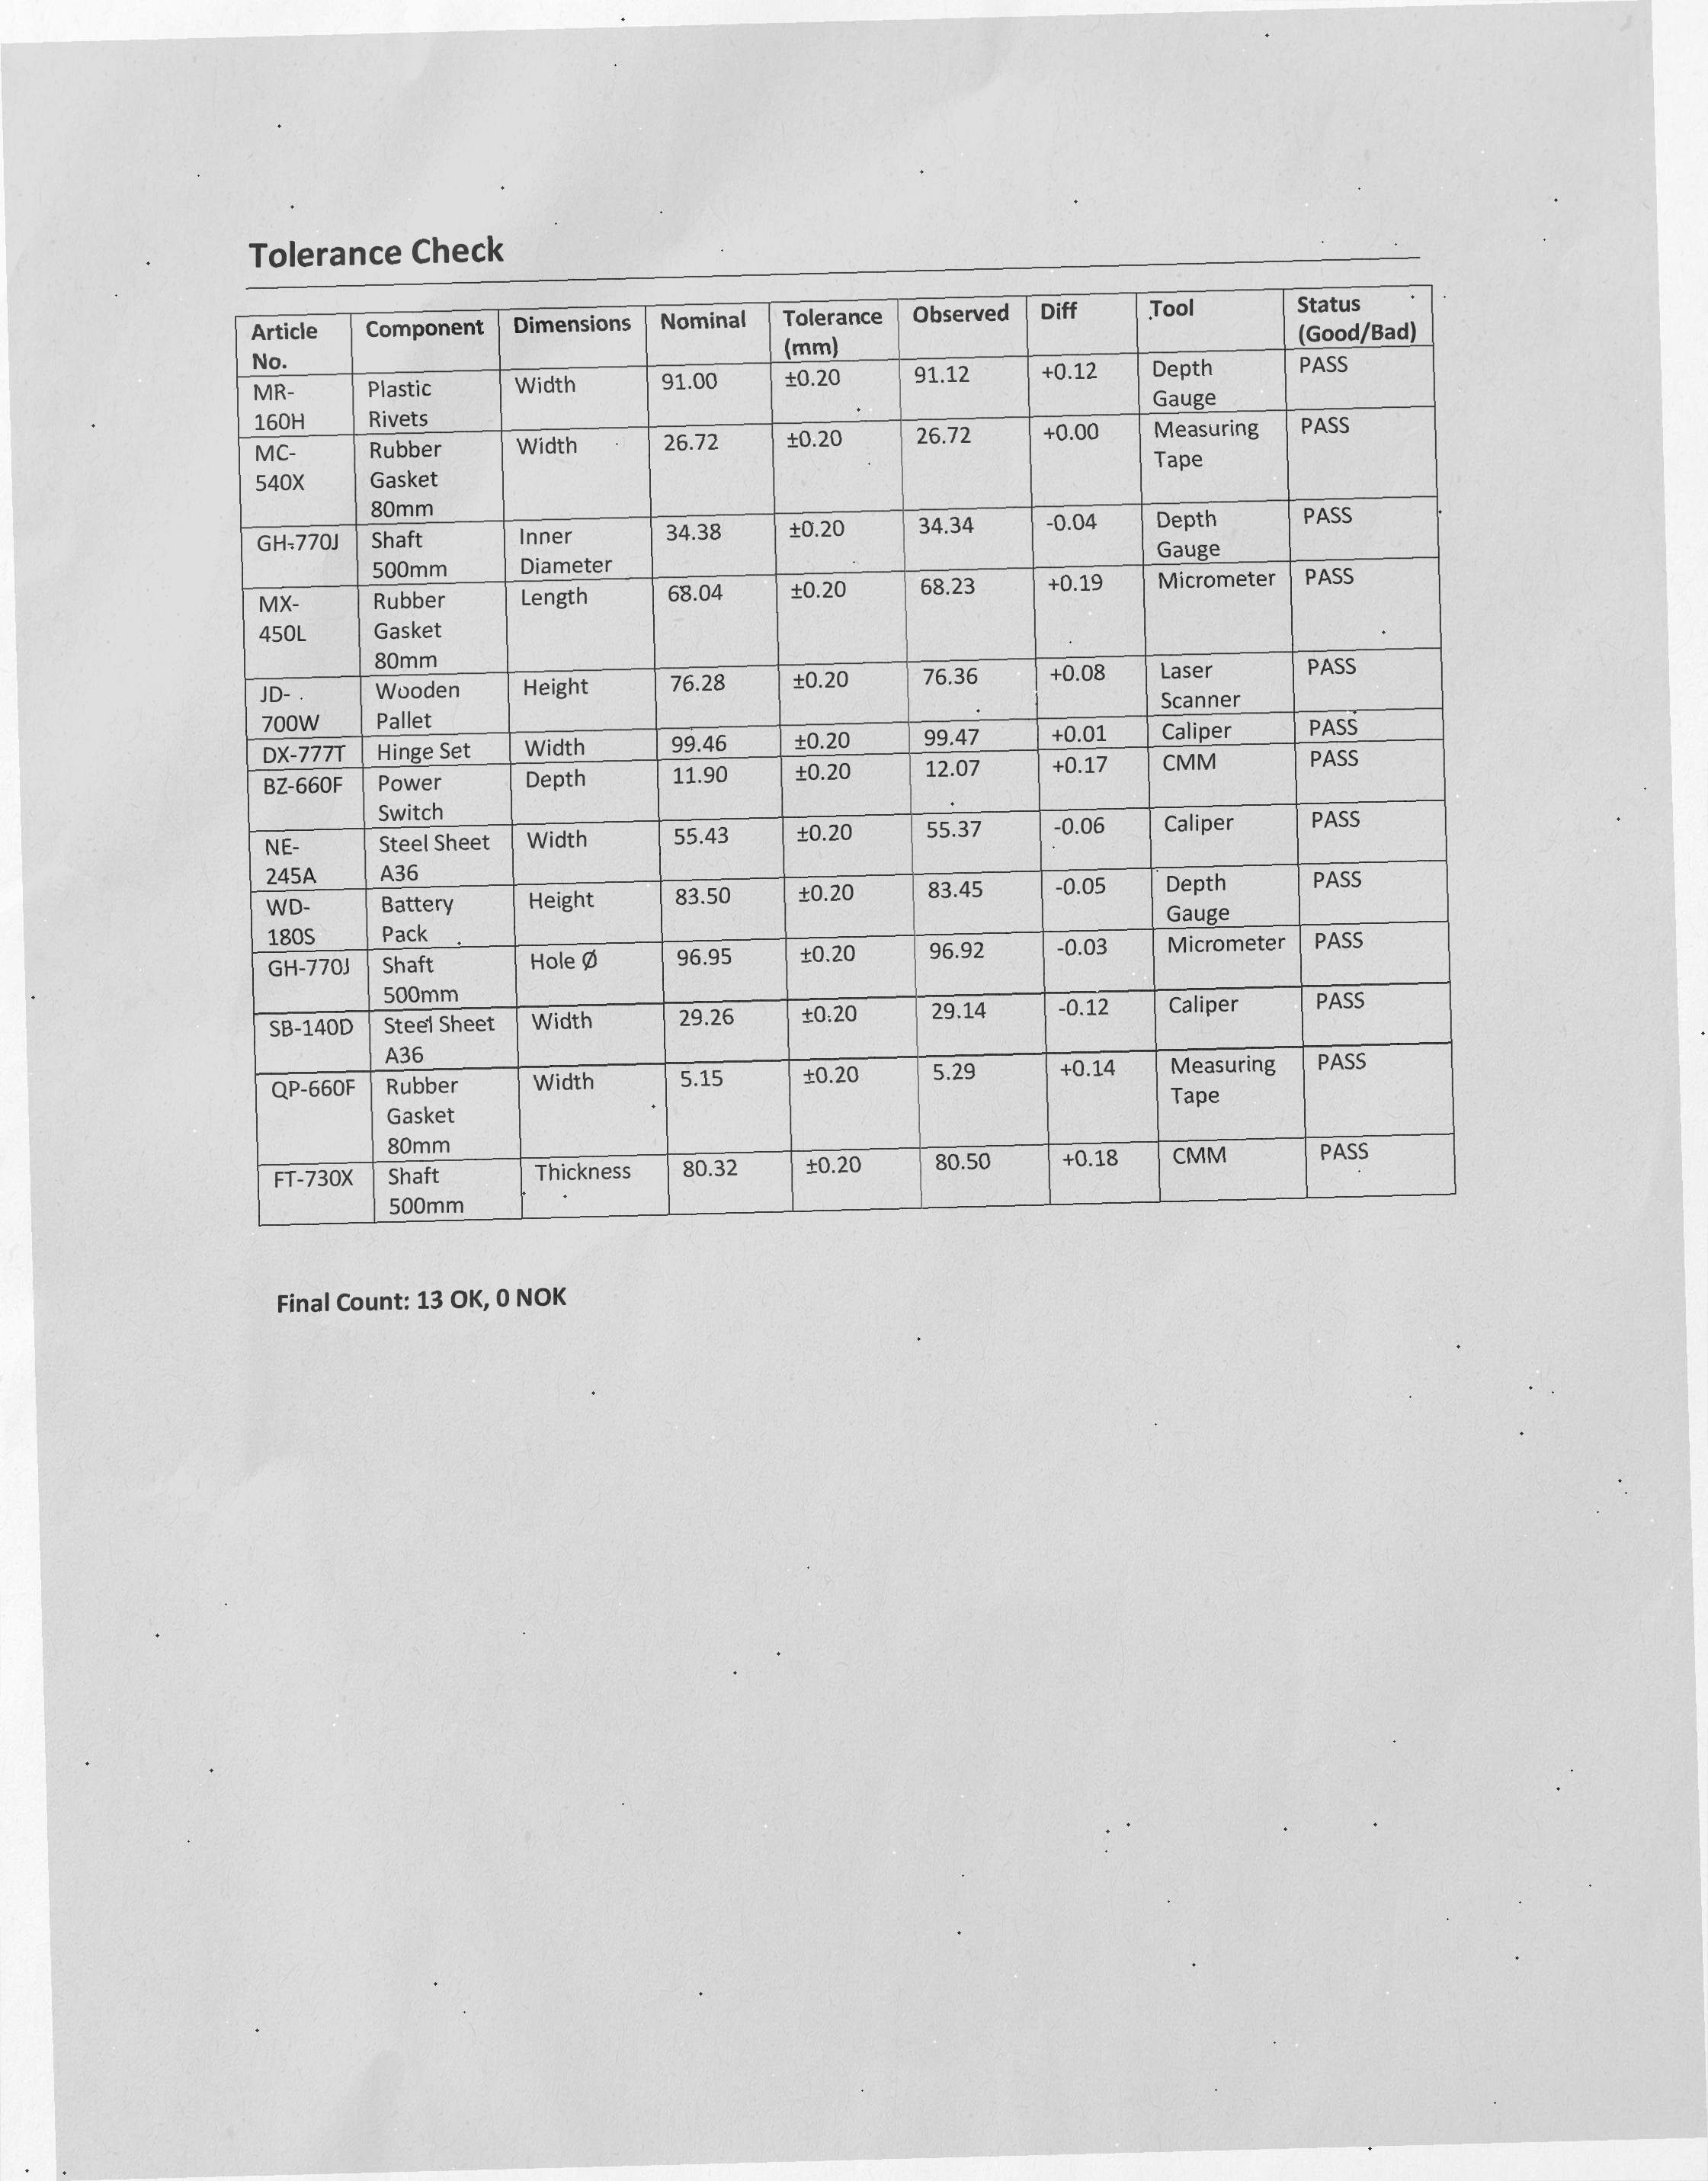 Tolerance Check
Article No. Component Dimensions Nominal Tolerance (mm) Observed Diff Tool Status (Good/Bad)
MR-160H Plastic Rivets Width 91.00 ±0.20 91.12 +0.12 Depth Gauge PASS
MC-540X Rubber Gasket 80mm Width 26.72 ±0.20 26.72 +0.00 Measuring Tape PASS
GH-770J Shaft 500mm Inner Diameter 34.38 ±0.20 34.34 -0.04 Depth Gauge PASS
MX-450L Rubber Gasket 80mm Length 68.04 ±0.20 68.23 +0.19 Micrometer PASS
JD-700W Wooden Pallet Height 76.28 ±0.20 76.36 +0.08 Laser Scanner PASS
DX-777T Hinge Set Width 99.46 ±0.20 99.47 +0.01 Caliper PASS
BZ-660F Power Switch Depth 11.90 ±0.20 12.07 +0.17 CMM PASS
NE-245A Steel Sheet A36 Width 55.43 ±0.20 55.37 -0.06 Caliper PASS
WD-180S Battery Pack Height 83.50 ±0.20 83.45 -0.05 Depth Gauge PASS
GH-770J Shaft 500mm Hole Ø 96.95 ±0.20 96.92 -0.03 Micrometer PASS
SB-140D Steel Sheet A36 Width 29.26 ±0.20 29.14 -0.12 Caliper PASS
QP-660F Rubber Gasket 80mm Width 5.15 ±0.20 5.29 +0.14 Measuring Tape PASS
FT-730X Shaft 500mm Thickness 80.32 ±0.20 80.50 +0.18 CMM PASS
Final Count: 13 OK, 0 NOK